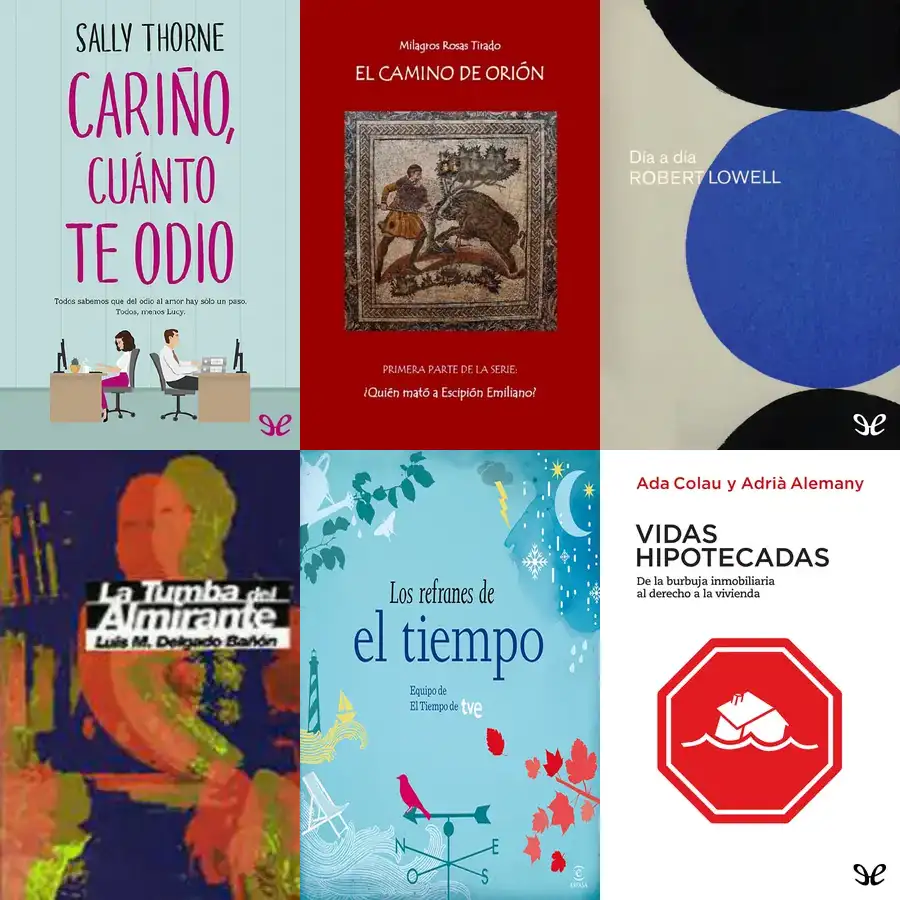 SALLY THORNE
CARIÑO,
CUÁNTO
TE ODIO
Todos sabemos que del odio al amor hay sólo un paso.
Todos, menos Lucy.
Milagros Rosas Tirado
EL CAMINO DE ORIÓN
PRIMERA PARTE DE LA SERIE:
¿Quién mató a Escipión Emiliano?
Día a día
ROBERT LOWELL
La Tumba del
Almirante
Luis M. Delgado Bañón
Los refranes de
el tiempo
Equipo de
El Tiempo de tve
N E
O S
ESPASA
Ada Colau y Adrià Alemany
VIDAS
HIPOTECADAS
De la burbuja inmobiliaria
al derecho a la vivienda